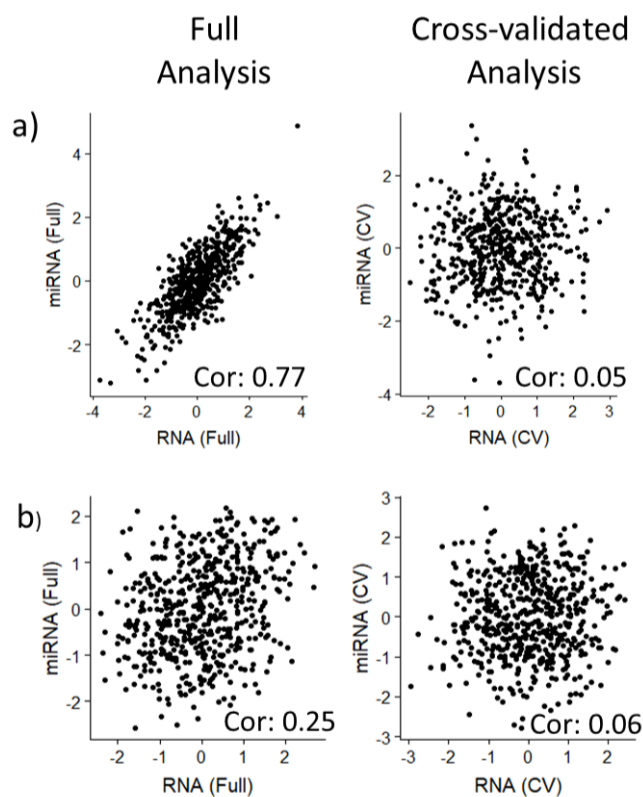 Full
Analysis
Cross-validated
Analysis
a)
miRNA (Full)
4
2
0
-2
-4
-2
0
2
4
RNA (Full)
Cor: 0.77
miRNA (CV)
2
0
-2
-4
-2
-1
0
1
2
3
RNA (CV)
Cor: 0.05
b)
miRNA (Full)
2
1
0
-1
-2
-2
-1
0
1
2
RNA (Full)
Cor: 0.25
miRNA (CV)
3
2
1
0
-1
-2
-3
-3
-2
-1
0
1
2
RNA (CV)
Cor: 0.06